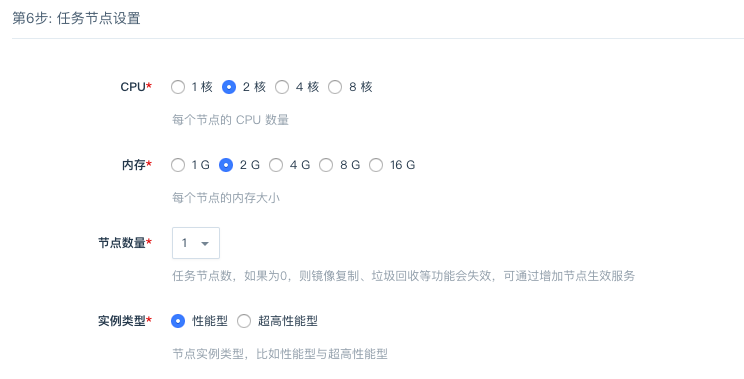 第6步: 任务节点设置
CPU* 1 核 2 核 4 核 8 核
每个节点的 CPU 数量
内存* 1 G 2 G 4 G 8 G 16 G
每个节点的内存大小
节点数量* 1
任务节点数，如果为0，则镜像复制、垃圾回收等功能会失效，可通过增加节点生效服务
实例类型* 性能型 超高性能型
节点实例类型，比如性能型与超高性能型